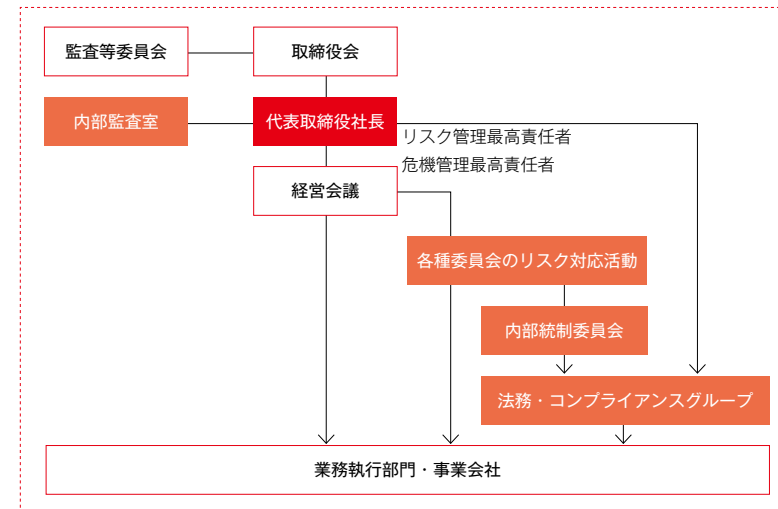 監査等委員会
取締役会
内部監査室
代表取締役社長
リスク管理最高責任者
危機管理最高責任者
経営会議
各種委員会のリスク対応活動
内部統制委員会
法務・コンプライアンスグループ
業務執行部門・事業会社